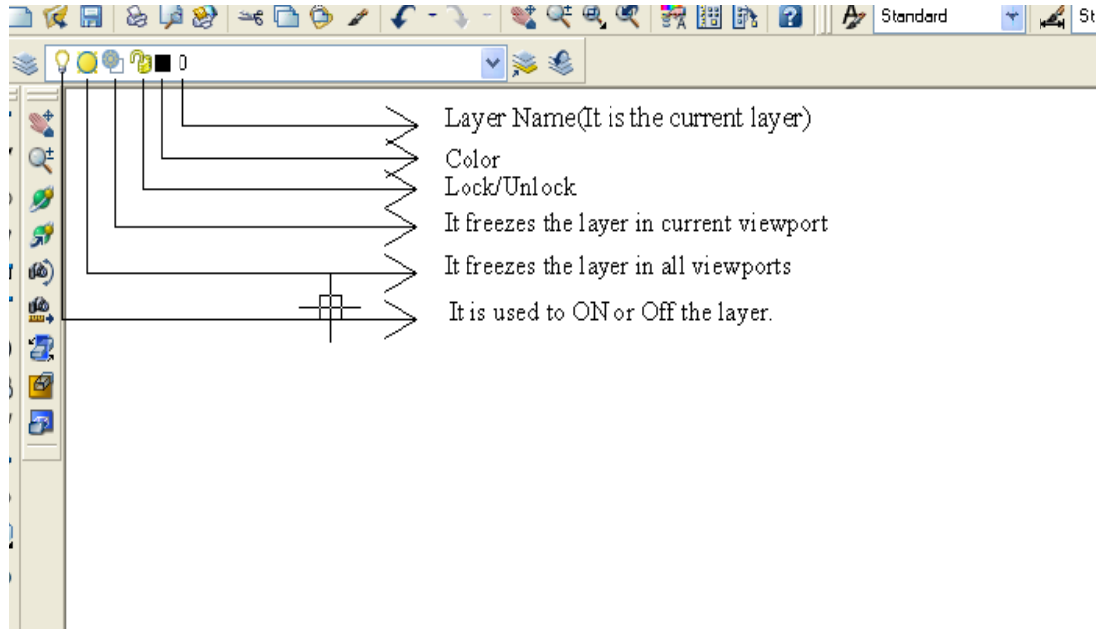 Standard St
0
Layer Name(It is the current layer)
Color
Lock/Unlock
It freezes the layer in current viewport
It freezes the layer in all viewports
It is used to ON or Off the layer.